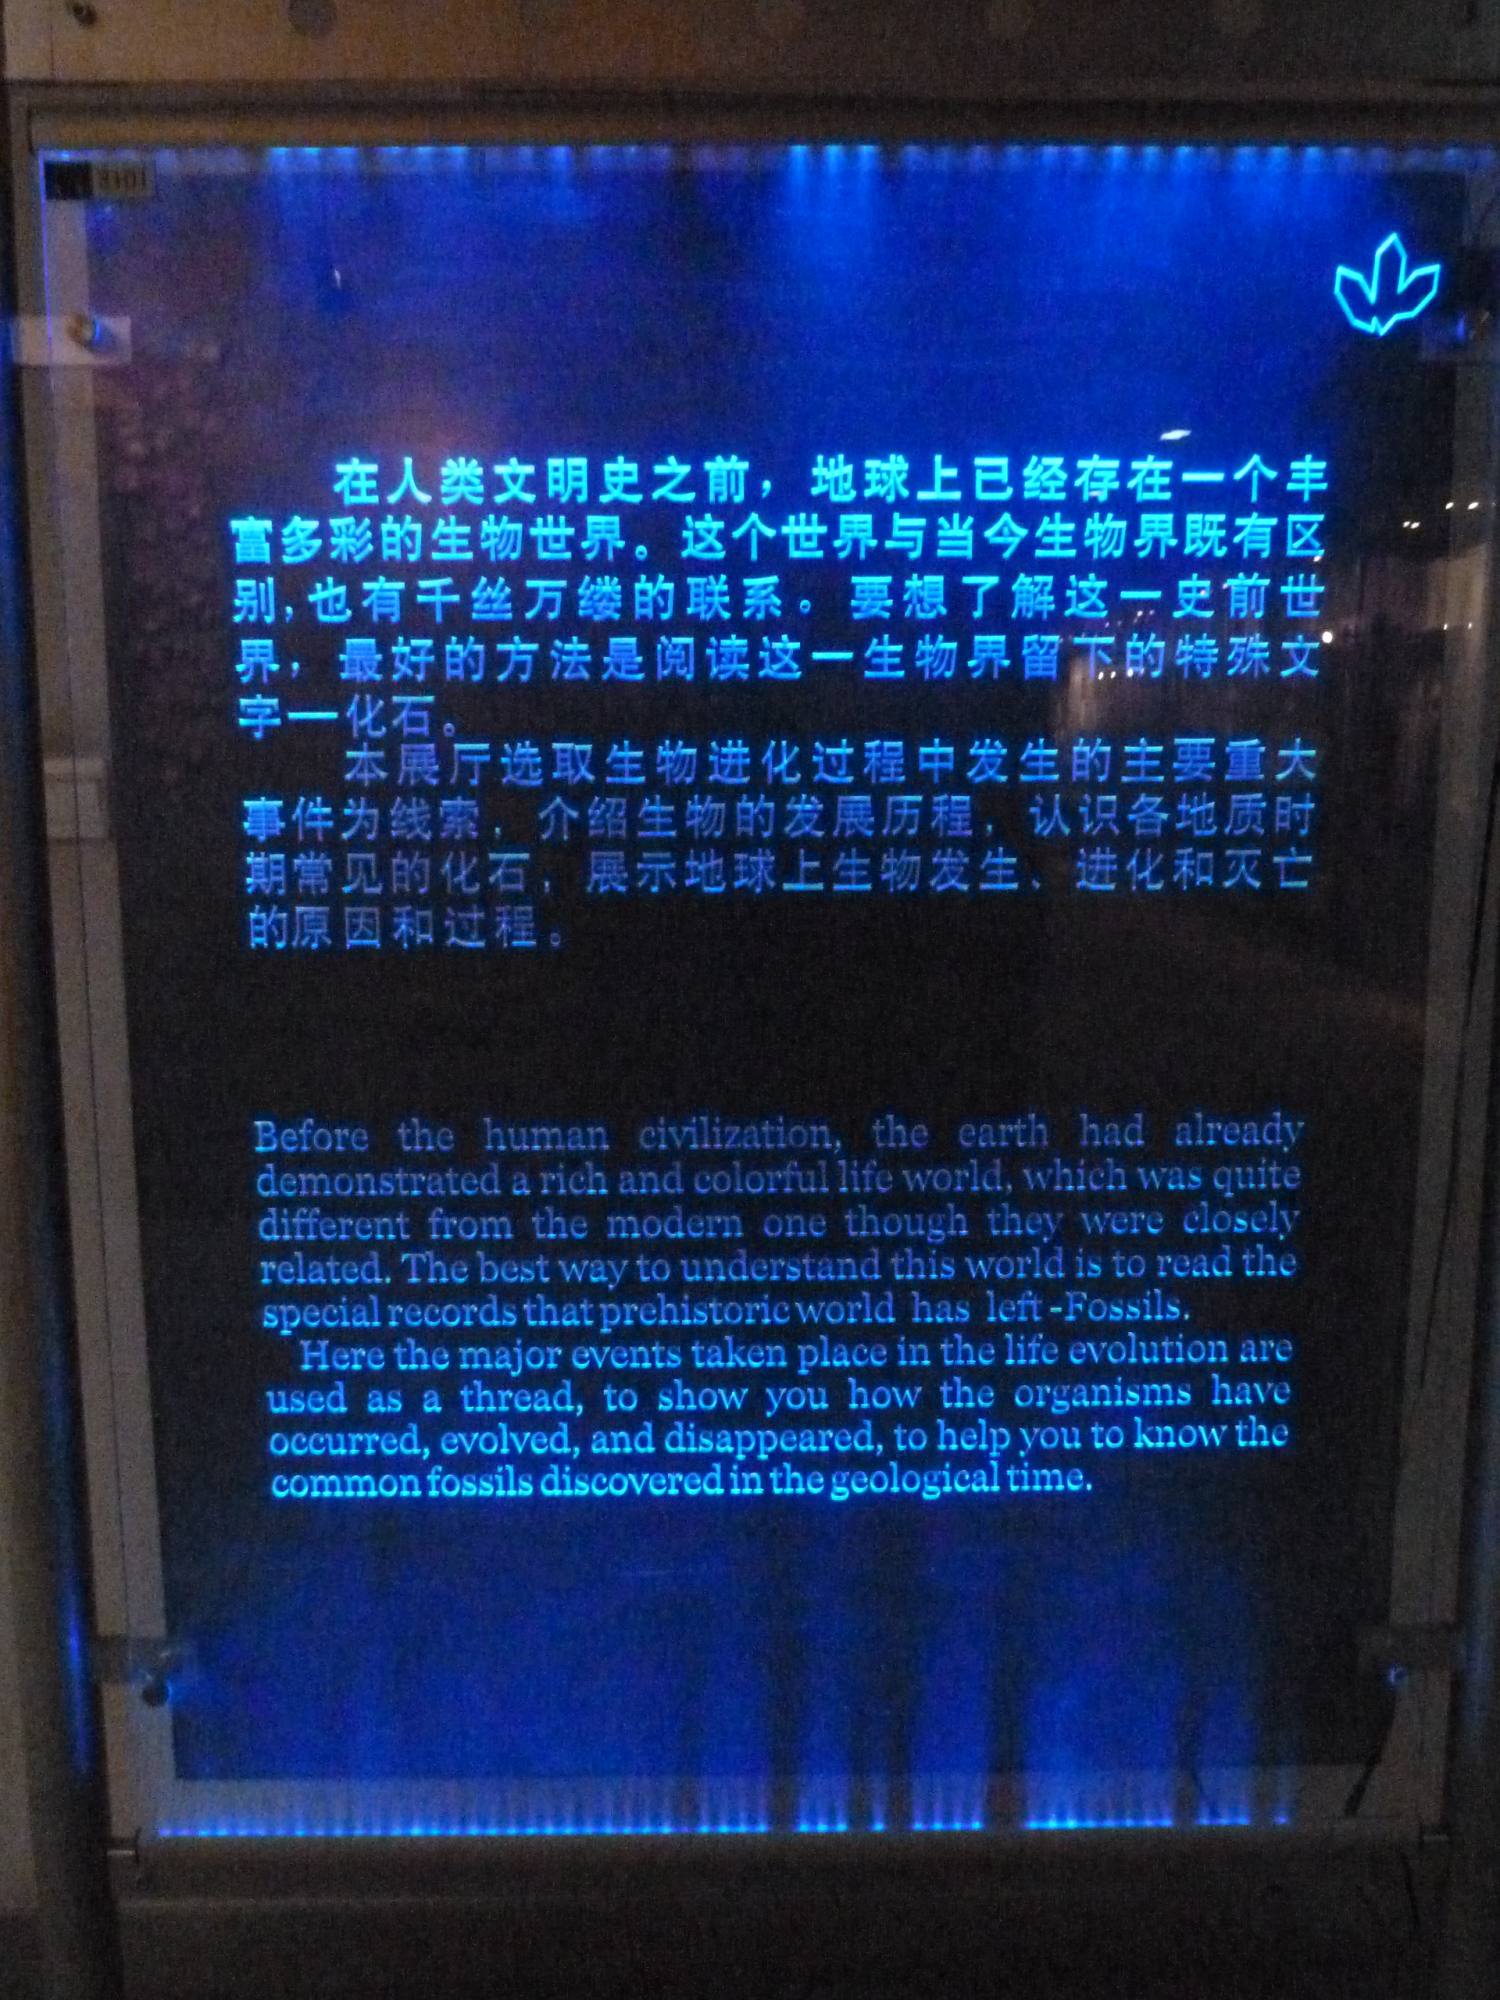 在人类文明史之前，地球上已经存在一个丰
富多彩的生物世界。这个世界与当今生物界既有区
别，也有千丝万缕的联系。要想了解这一史前世
界，最好的方法是阅读这一生物界留下的特殊文
字—化石。
本展厅选取生物进化过程中发生的主要重大
事件为线索，介绍生物的发展历程，认识各地质时
期常见的化石，展示地球上生物发生、进化和灭亡
的原因和过程。
Before the human civilization, the earth had already
demonstrated a rich and colorful life world, which was quite
different from the modern one though they were closely
related. The best way to understand this world is to read the
special records that prehistoric world has left -Fossils.
Here the major events taken place in the life evolution are
used as a thread, to show you how the organisms have
occurred, evolved, and disappeared, to help you to know the
common fossils discovered in the geological time.